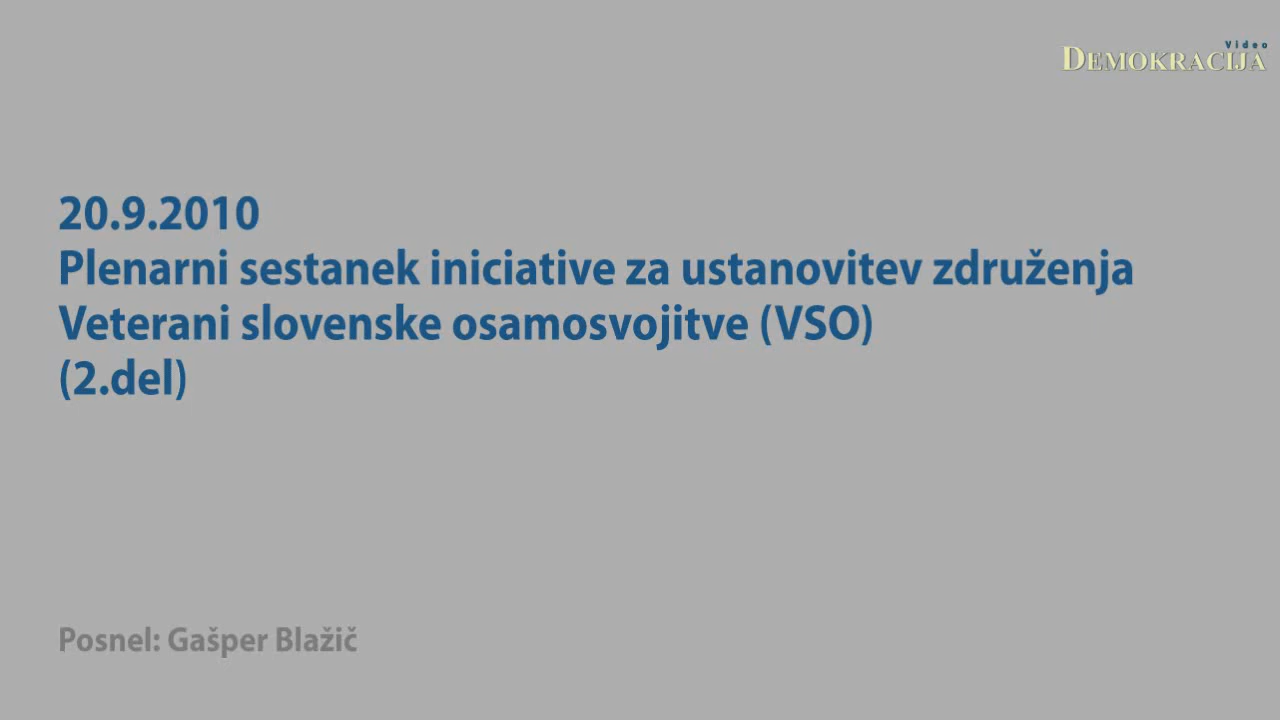 Video
DEMOKRACIJA
20.9.2010
Plenarni sestanek iniciative za ustanovitev združenja
Veterani slovenske osamosvojitve (VSO)
(2.del)
Posnel: Gašper Blažič